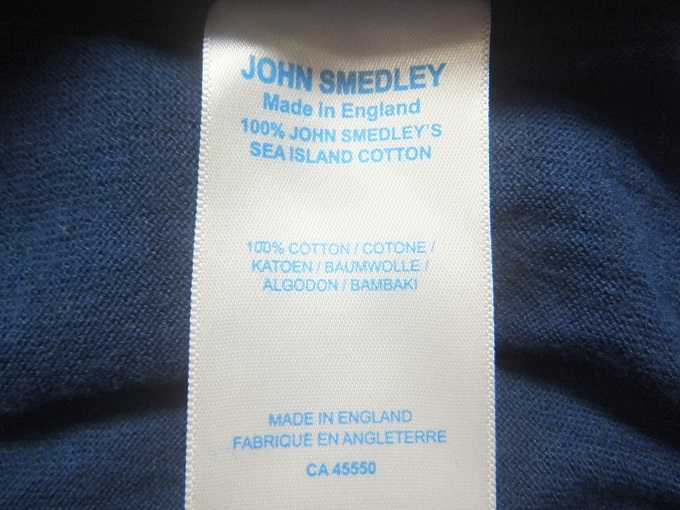 JOHN SMEDLEY
Made in England
100% JOHN SMEDLEY'S
SEA ISLAND COTTON
100% COTTON / COTONE /
KATOEN / BAUMWOLLE /
ALGODON / BAMBAKI
MADE IN ENGLAND
FABRIQUE EN ANGLETERRE
CA 45550